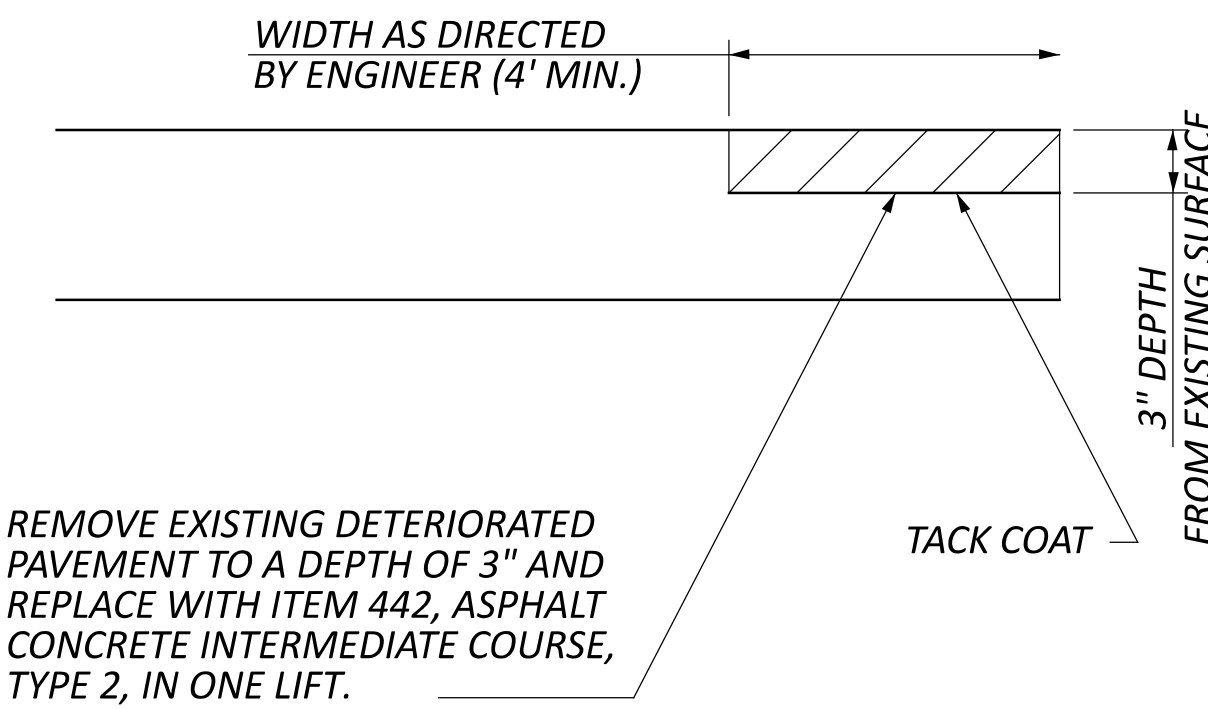 WIDTH AS DIRECTED
BY ENGINEER (4' MIN.)
3" DEPTH
FROM EXISTING SURFACE
REMOVE EXISTING DETERIORATED
PAVEMENT TO A DEPTH OF 3" AND
REPLACE WITH ITEM 442, ASPHALT
CONCRETE INTERMEDIATE COURSE,
TYPE 2, IN ONE LIFT.
TACK COAT